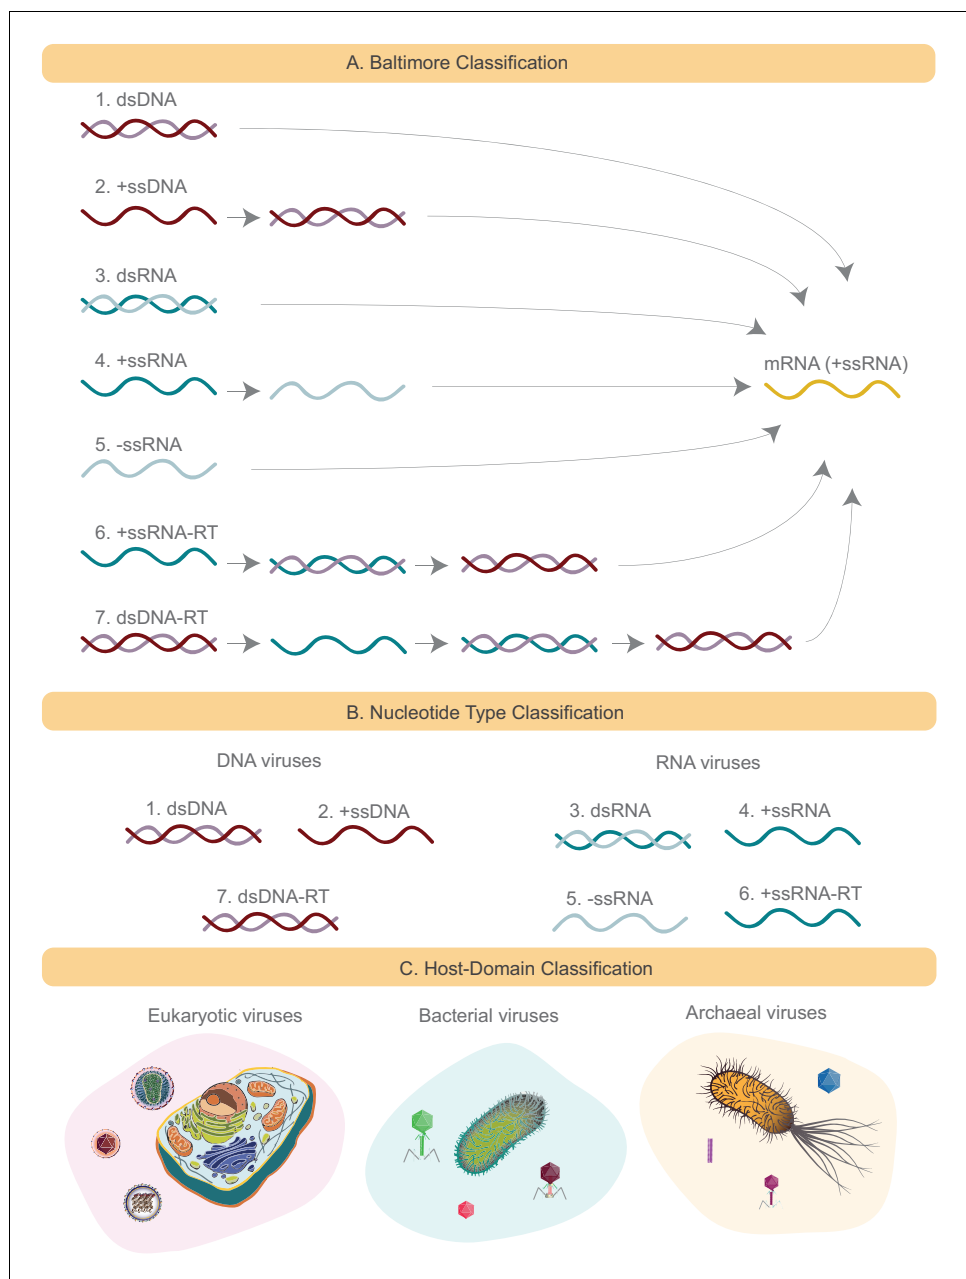 A. Baltimore Classification
1. dsDNA
2. +ssDNA
3. dsRNA
4. +ssRNA
mRNA (+ssRNA)
5. -ssRNA
6. +ssRNA-RT
7. dsDNA-RT
B. Nucleotide Type Classification
DNA viruses
RNA viruses
1. dsDNA
2. +ssDNA
3. dsRNA
4. +ssRNA
7. dsDNA-RT
5. -ssRNA
6. +ssRNA-RT
C. Host-Domain Classification
Eukaryotic viruses
Bacterial viruses
Archaeal viruses